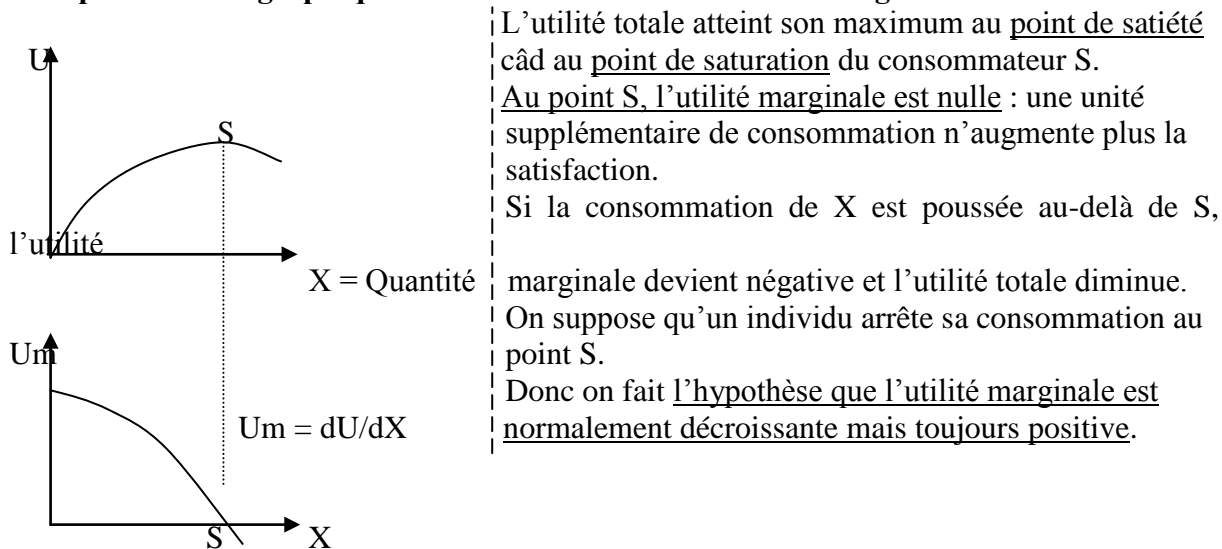 L’utilité totale atteint son maximum au point de satiété
U
câd au point de saturation du consommateur S.
Au point S, l’utilité marginale est nulle : une unité
S
supplémentaire de consommation n’augmente plus la
satisfaction.
Si la consommation de X est poussée au-delà de S,
l’utilité
X = Quantité
marginale devient négative et l’utilité totale diminue.
On suppose qu’un individu arrête sa consommation au
Um
point S.
Donc on fait l’hypothèse que l’utilité marginale est
Um = dU/dX
normalement décroissante mais toujours positive.
S
X